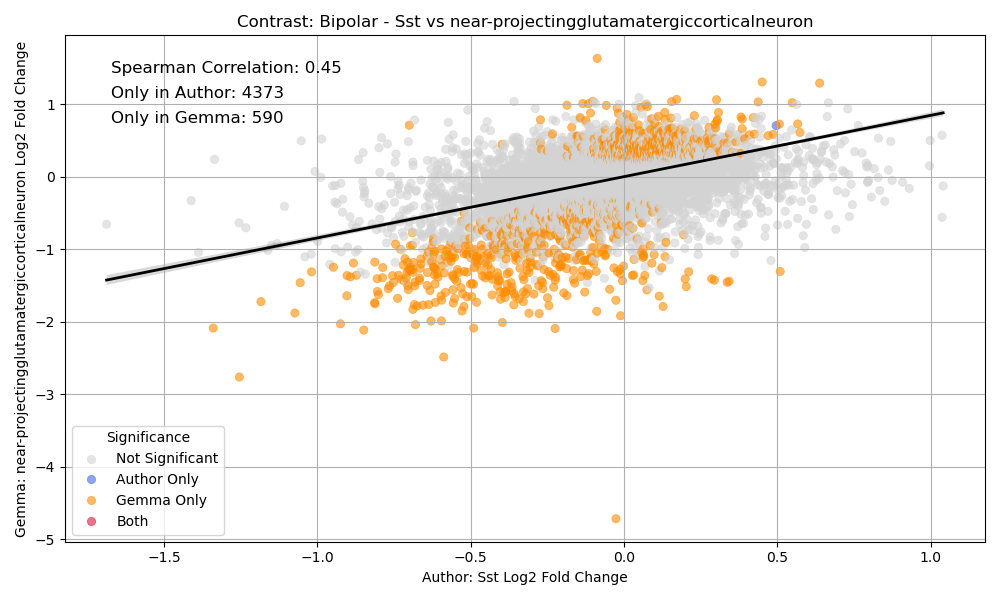 Contrast: Bipolar - Sst vs near-projectingglutamatergiccorticalneuron
Spearman Correlation: 0.45
Only in Author: 4373
Only in Gemma: 590
Gemma: near-projectingglutamatergiccorticalneuron Log2 Fold Change
1
0
−1
−2
−3
−4
−5
Significance
Not Significant
Author Only
Gemma Only
Both
−1.5
−1.0
−0.5
0.0
0.5
1.0
Author: Sst Log2 Fold Change